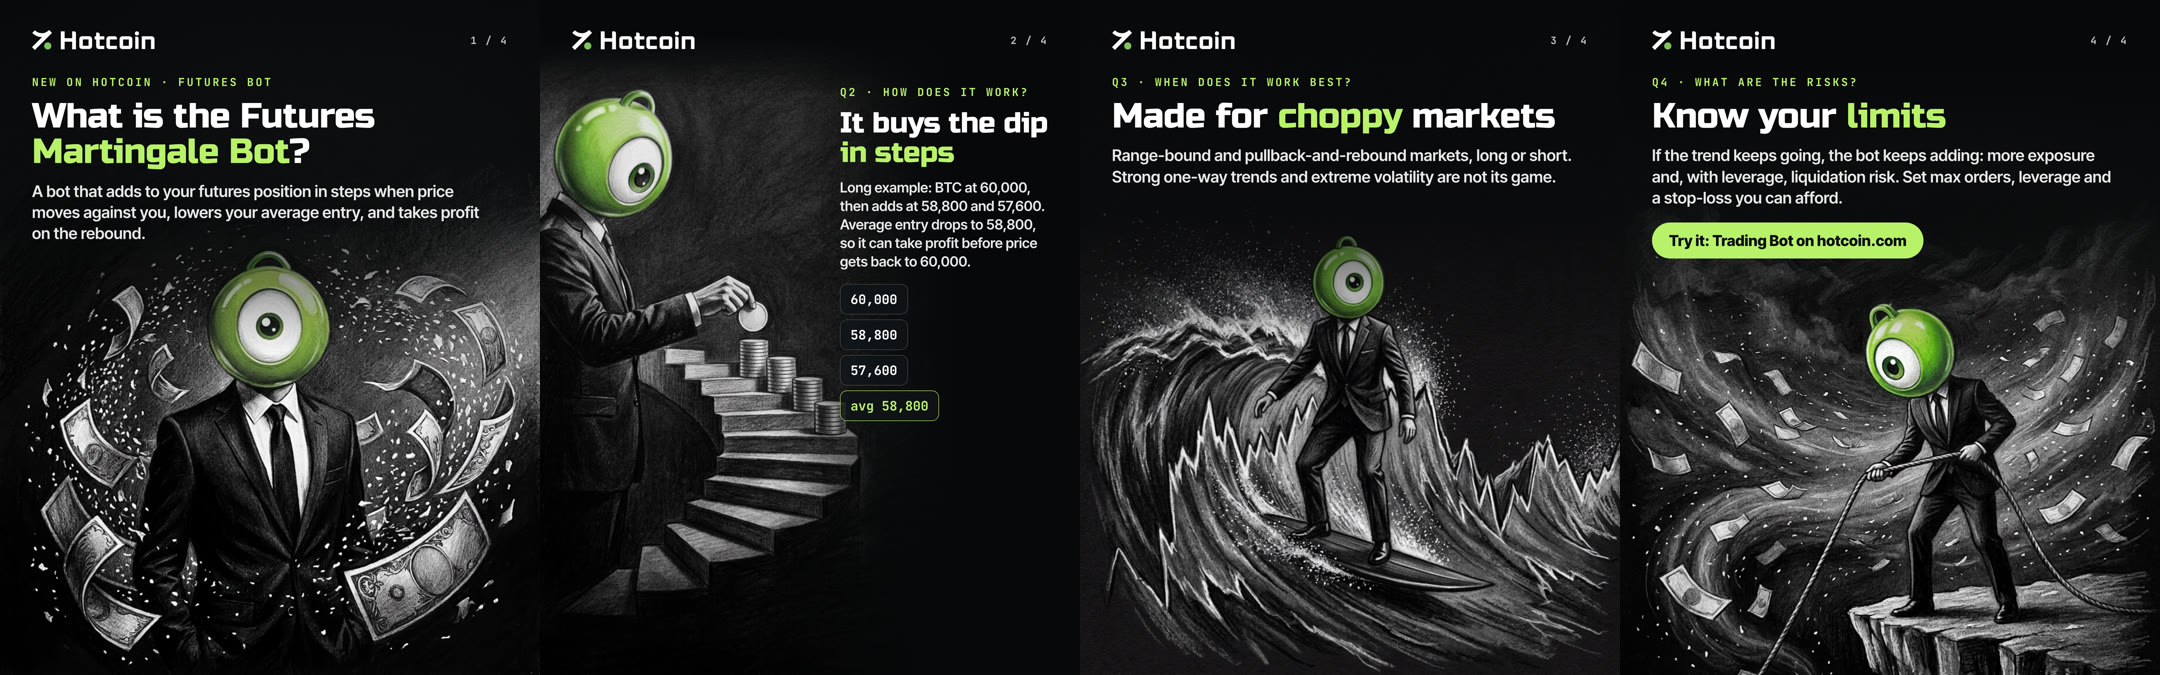 Hotcoin
1 / 4
NEW ON HOTCOIN · FUTURES BOT
What is the Futures
Martingale Bot?
A bot that adds to your futures position in steps when price
moves against you, lowers your average entry, and takes profit
on the rebound.
Hotcoin
2 / 4
Q2 · HOW DOES IT WORK?
It buys the dip
in steps
Long example: BTC at 60,000,
then adds at 58,800 and 57,600.
Average entry drops to 58,800,
so it can take profit before price
gets back to 60,000.
60,000
58,800
57,600
avg 58,800
Hotcoin
3 / 4
Q3 · WHEN DOES IT WORK BEST?
Made for choppy markets
Range-bound and pullback-and-rebound markets, long or short.
Strong one-way trends and extreme volatility are not its game.
Hotcoin
4 / 4
Q4 · WHAT ARE THE RISKS?
Know your limits
If the trend keeps going, the bot keeps adding: more exposure
and, with leverage, liquidation risk. Set max orders, leverage and
a stop-loss you can afford.
Try it: Trading Bot on hotcoin.com